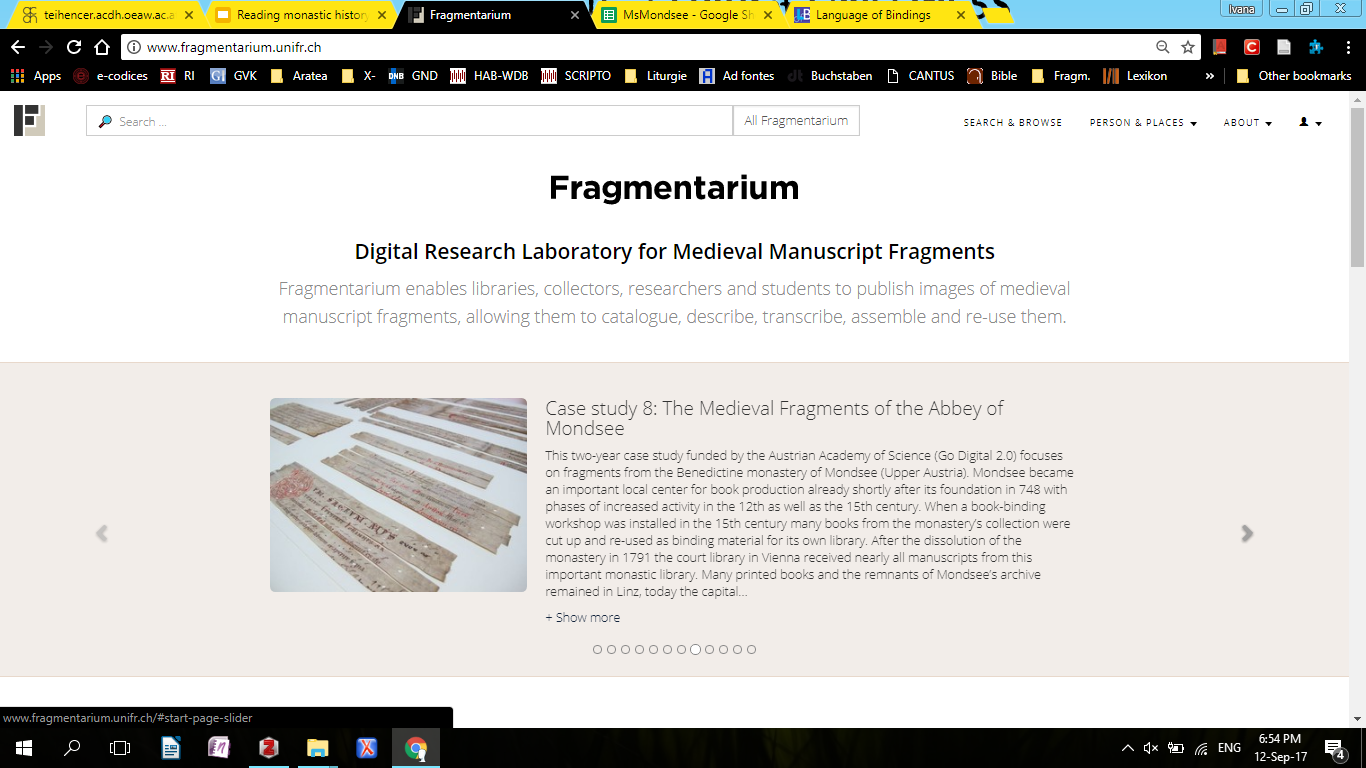 teihencer.acdh.oeaw.ac.a
Reading monastic history
Fragmentarium
MsMondsee - Google Sh
Language of Bindings
Ivana
www.fragmentarium.unifr.ch
Apps e-codices RI RI GI GVK Aratea X- DNB GND HAB-WDB SCRIPTO Liturgie Ad fontes dt Buchstaben CANTUS Bible Fragm. Lexikon » Other bookmarks
Search ... All Fragmentarium
SEARCH & BROWSE PERSON & PLACES ABOUT
Fragmentarium
Digital Research Laboratory for Medieval Manuscript Fragments
Fragmentarium enables libraries, collectors, researchers and students to publish images of medieval
manuscript fragments, allowing them to catalogue, describe, transcribe, assemble and re-use them.
Case study 8: The Medieval Fragments of the Abbey of
Mondsee
This two-year case study funded by the Austrian Academy of Science (Go Digital 2.0) focuses
on fragments from the Benedictine monastery of Mondsee (Upper Austria). Mondsee became
an important local center for book production already shortly after its foundation in 748 with
phases of increased activity in the 12th as well as the 15th century. When a book-binding
workshop was installed in the 15th century many books from the monastery's collection were
cut up and re-used as binding material for its own library. After the dissolution of the
monastery in 1791 the court library in Vienna received nearly all manuscripts from this
important monastic library. Many printed books and the remnants of Mondsee's archive
remained in Linz, today the capital...
+ Show more
www.fragmentarium.unifr.ch/#start-page-slider
ENG
6:54 PM
12-Sep-17
4